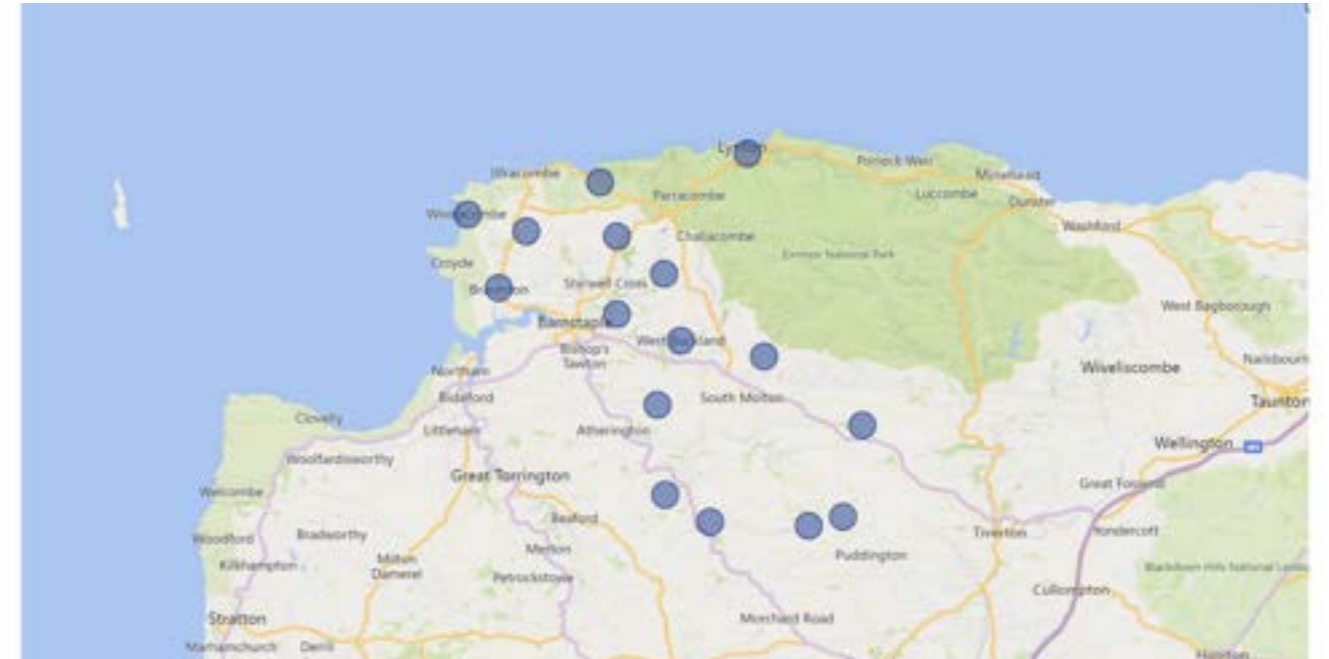 Lynton
Porlock Weir
Ilfracombe
Minehead
Parracombe
Luccombe
Dunster
Woolacombe
Washford
Challacombe
Exmoor National Park
Croyde
Shirwell Cross
Braunton
West Bagborough
Barnstaple
West Buckland
Bishop's
Tawton
Wiveliscombe
Northam
Bideford
South Molton
Taunton
Clovelly
Littleham
Atherington
Wellington
Woolfardisworthy
Great Torrington
Welcombe
Beaford
Bradworthy
Tiverton
Woodford
Merton
Puddington
Kilkhampton
Milton
Damerel
Petrockstowe
Cullompton
Stratton
Morchard Road
Marhamchurch